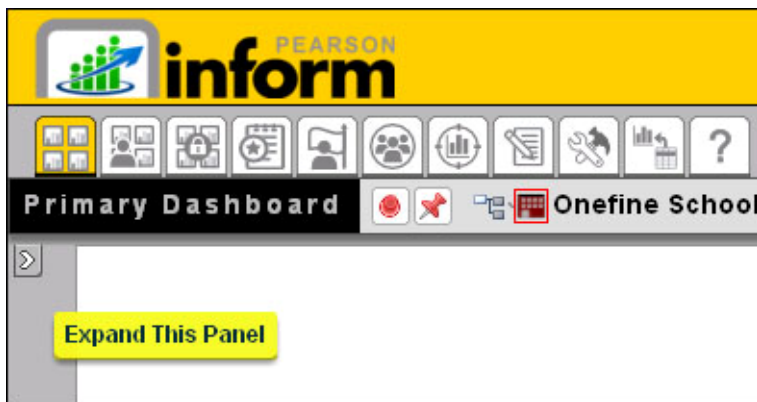 PEARSON
inform
?
Primary Dashboard
Onefine School
Expand This Panel